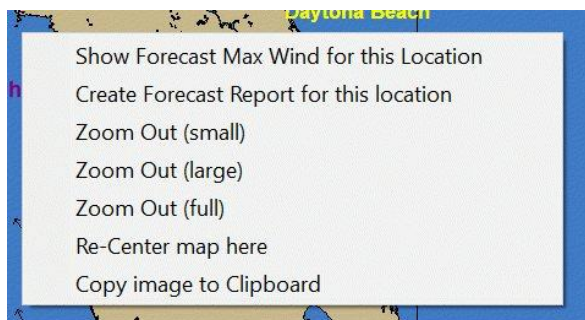 Daytona Beach
h
Show Forecast Max Wind for this Location
Create Forecast Report for this location
Zoom Out (small)
Zoom Out (large)
Zoom Out (full)
Re-Center map here
Copy image to Clipboard